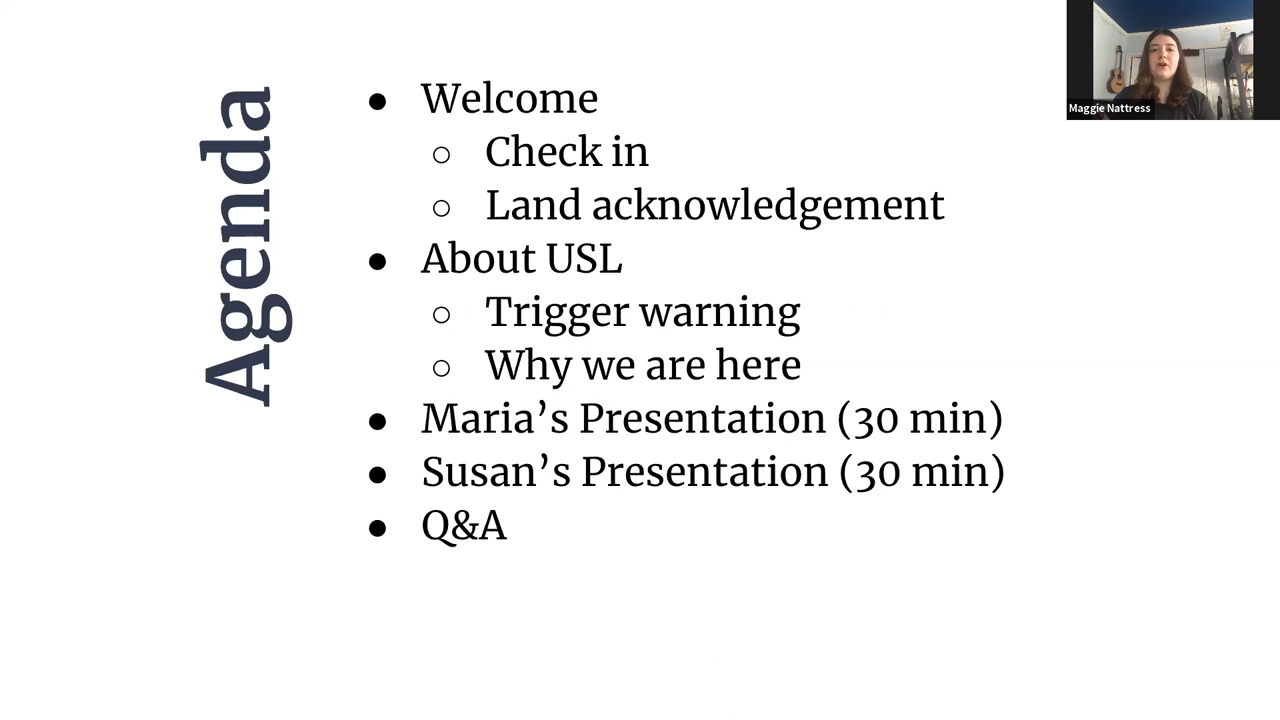 Agenda
● Welcome
○ Check in
○ Land acknowledgement
● About USL
○ Trigger warning
○ Why we are here
● Maria’s Presentation (30 min)
● Susan’s Presentation (30 min)
● Q&A
Maggie Nattress